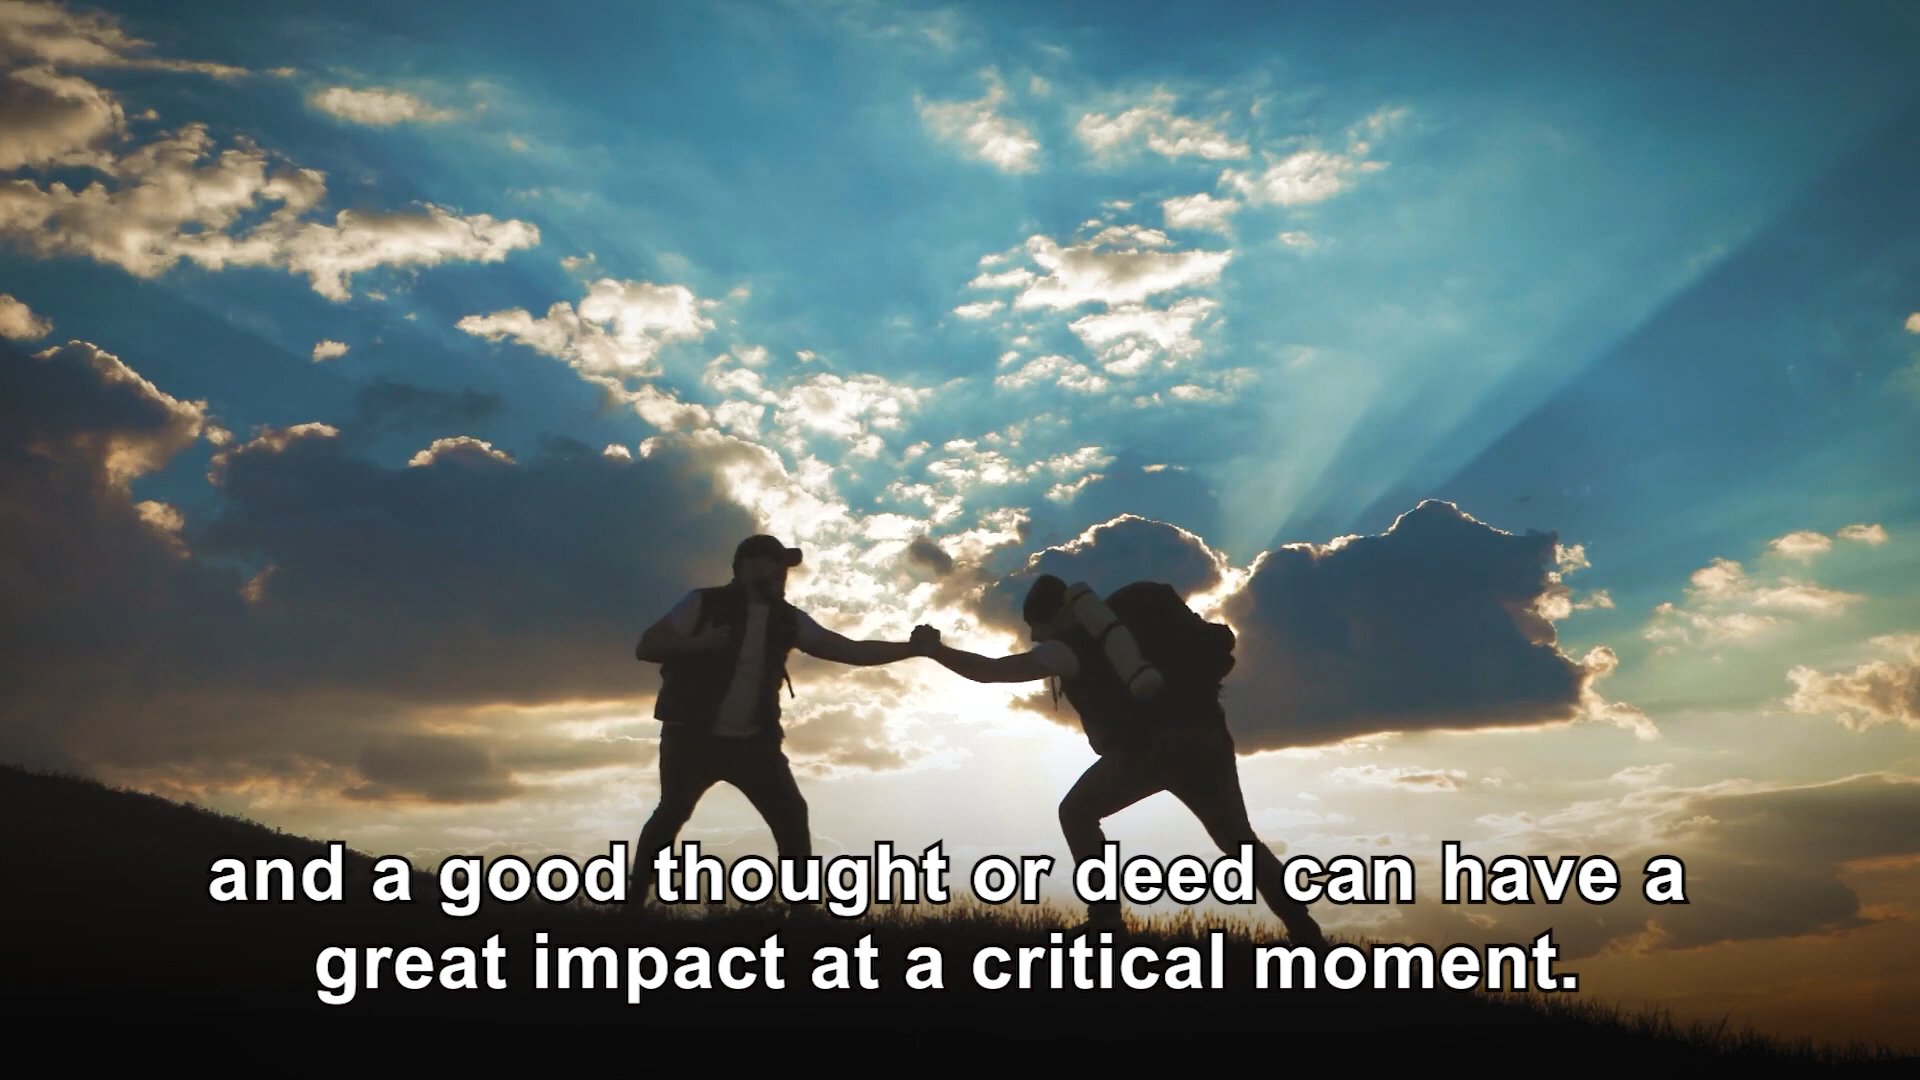 and a good thought or deed can have a
great impact at a critical moment.